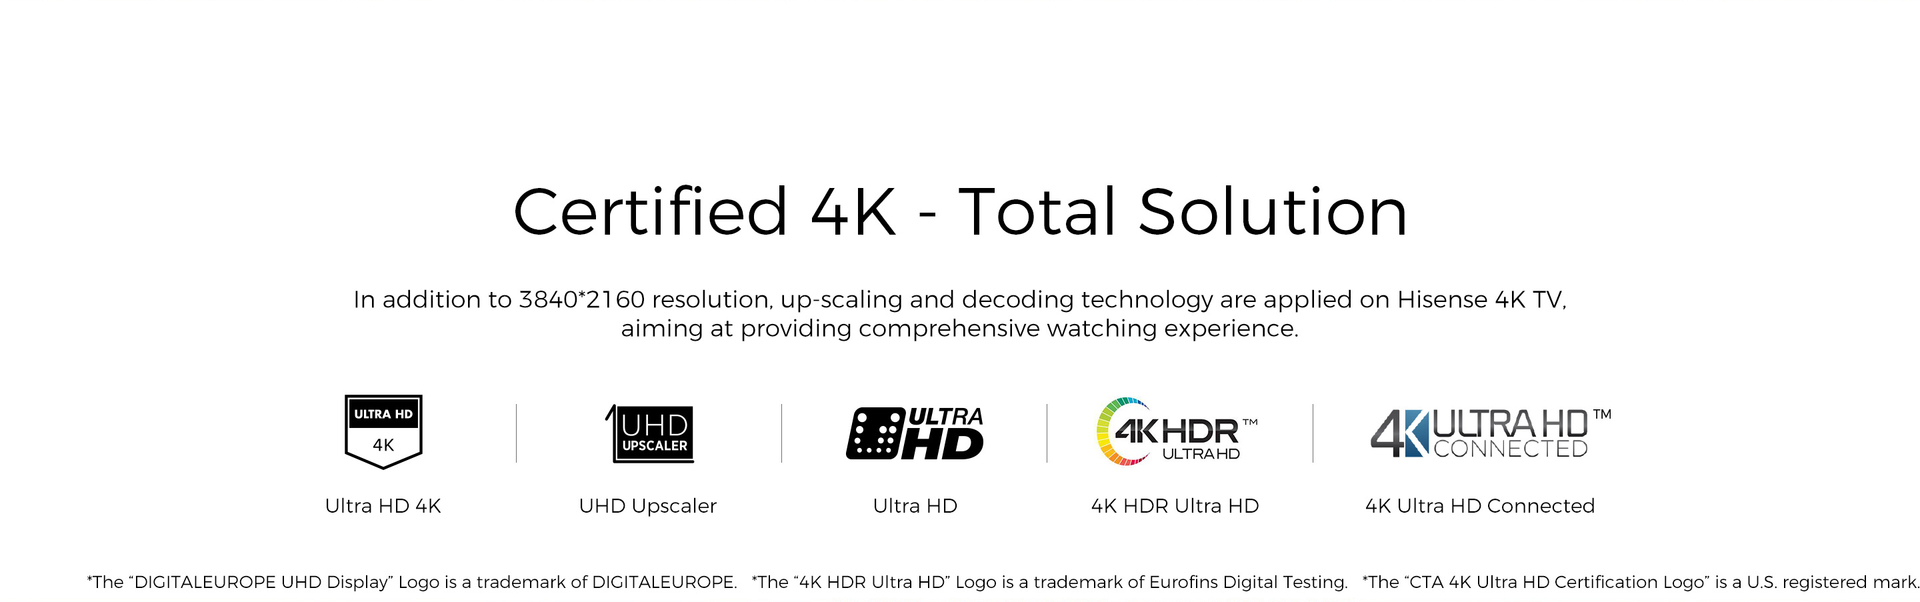 Certified 4K - Total Solution
In addition to 3840*2160 resolution, up-scaling and decoding technology are applied on Hisense 4K TV,
aiming at providing comprehensive watching experience.
ULTRA HD
4K
UHD
UPSCALER
ULTRA
HD
4KHDR™
ULTRAHD
4K ULTRA HD™
CONNECTED
Ultra HD 4K
UHD Upscaler
Ultra HD
4K HDR Ultra HD
4K Ultra HD Connected
*The “DIGITALEUROPE UHD Display” Logo is a trademark of DIGITALEUROPE. *The “4K HDR Ultra HD” Logo is a trademark of Eurofins Digital Testing. *The “CTA 4K Ultra HD Certification Logo” is a U.S. registered mark.